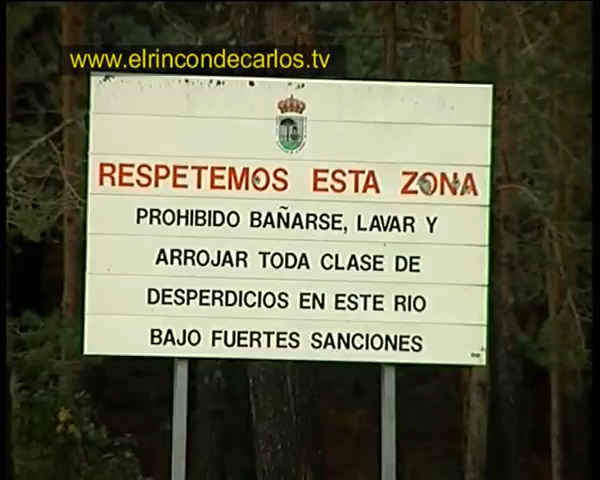 www.elrincondecarlos.tv
RESPETEMOS ESTA ZONA
PROHIBIDO BAÑARSE, LAVAR Y
ARROJAR TODA CLASE DE
DESPERDICIOS EN ESTE RIO
BAJO FUERTES SANCIONES